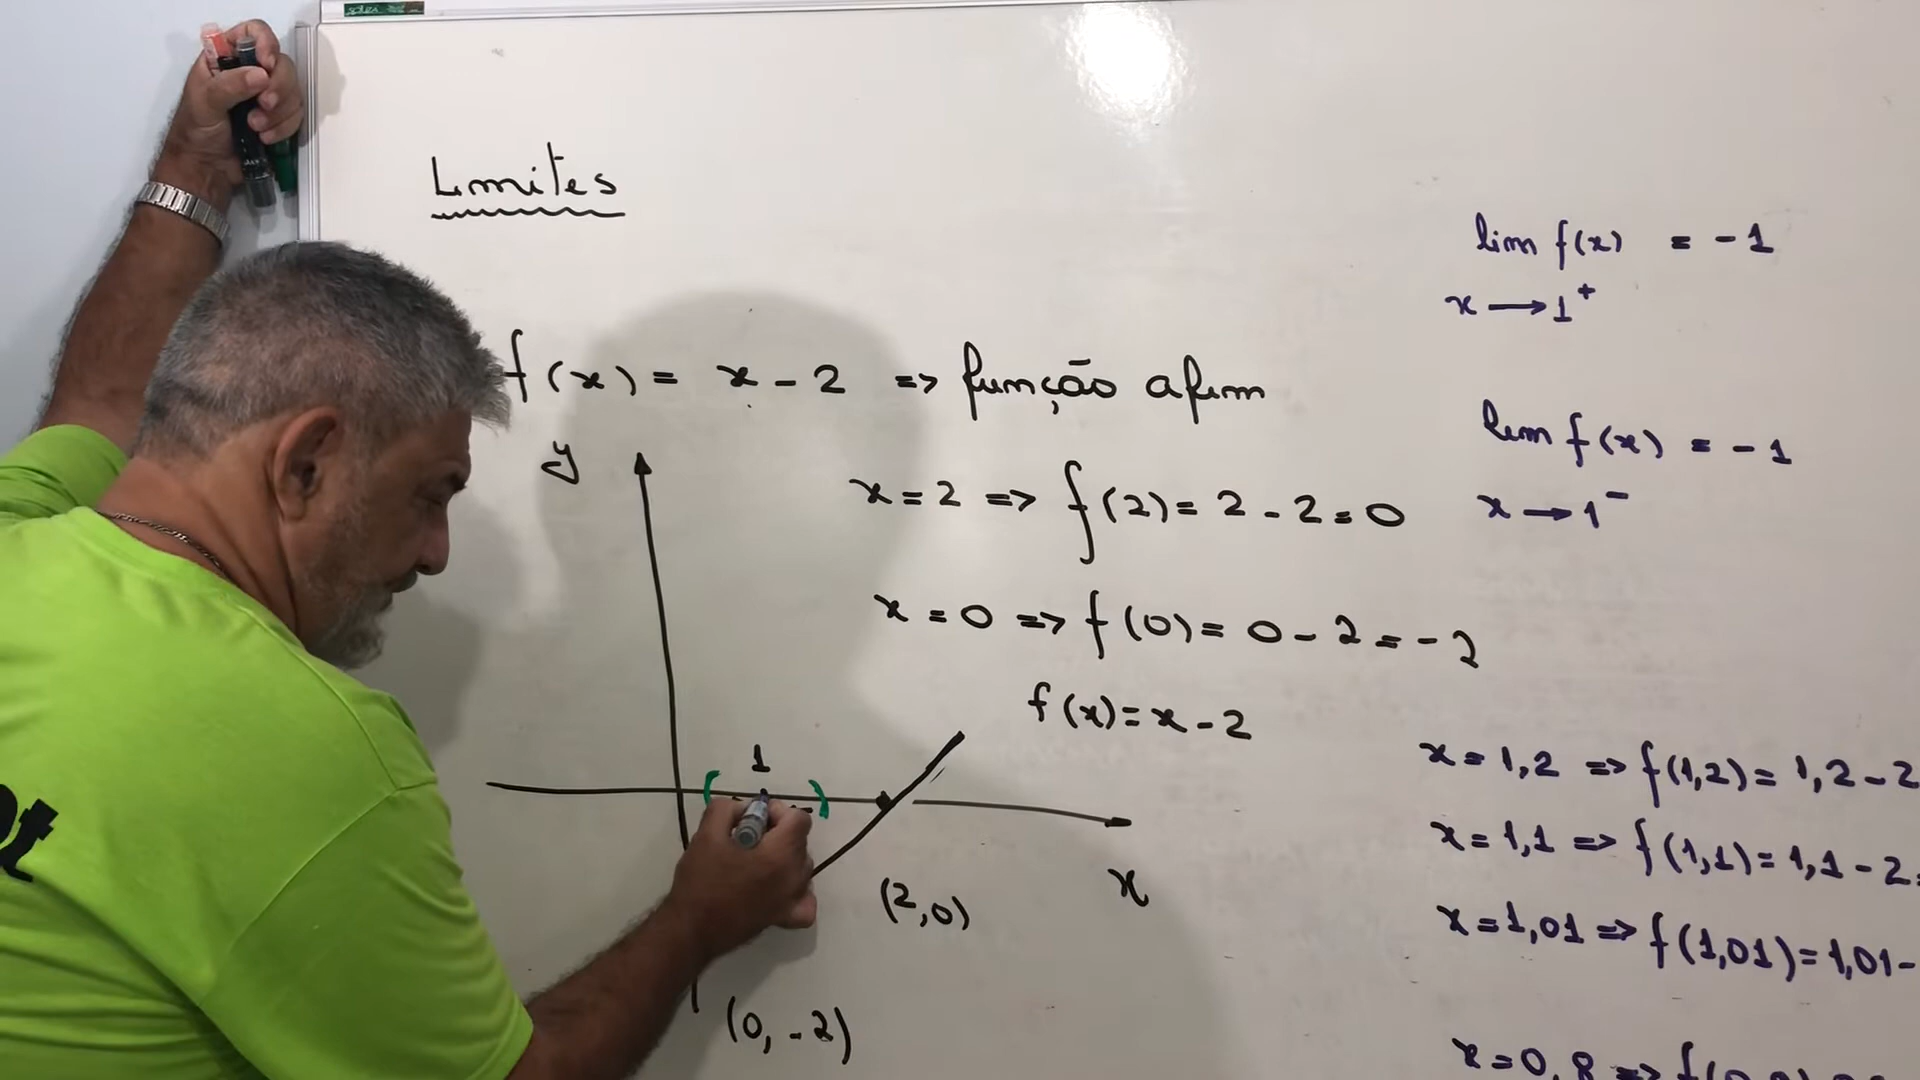 Limites
f(x) = x - 2 => função afim
y
x = 2 => f(2) = 2 - 2 = 0
x = 0 => f(0) = 0 - 2 = -2
f(x) = x - 2
1
(2,0)
x
(0, -2)
lim f(x) = -1
x → 1⁺
lim f(x) = -1
x → 1⁻
x = 1,2 => f(1,2) = 1,2 - 2
x = 1,1 => f(1,1) = 1,1 - 2 =
x = 1,01 => f(1,01) = 1,01 -
x = 0,8 =>